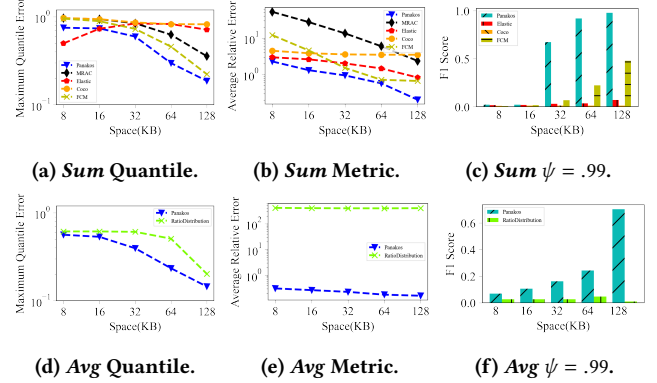 Maximum Quantile Error
10⁰
10⁻¹
Panakos
MRAC
Elastic
Coco
FCM
8 16 32 64 128
Space(KB)
(a) Sum Quantile.
Average Relative Error
10¹
10⁰
Panakos
MRAC
Elastic
Coco
FCM
8 16 32 64 128
Space(KB)
(b) Sum Metric.
F1 Score
1.0
0.5
0.0
Panakos
Elastic
Coco
FCM
8 16 32 64 128
Space(KB)
(c) Sum ψ = .99.
Maximum Quantile Error
10⁰
10⁻¹
Panakos
RatioDistribution
8 16 32 64 128
Space(KB)
(d) Avg Quantile.
Average Relative Error
10²
10¹
10⁰
Panakos
RatioDistribution
8 16 32 64 128
Space(KB)
(e) Avg Metric.
F1 Score
0.6
0.4
0.2
0.0
Panakos
RatioDistribution
8 16 32 64 128
Space(KB)
(f) Avg ψ = .99.